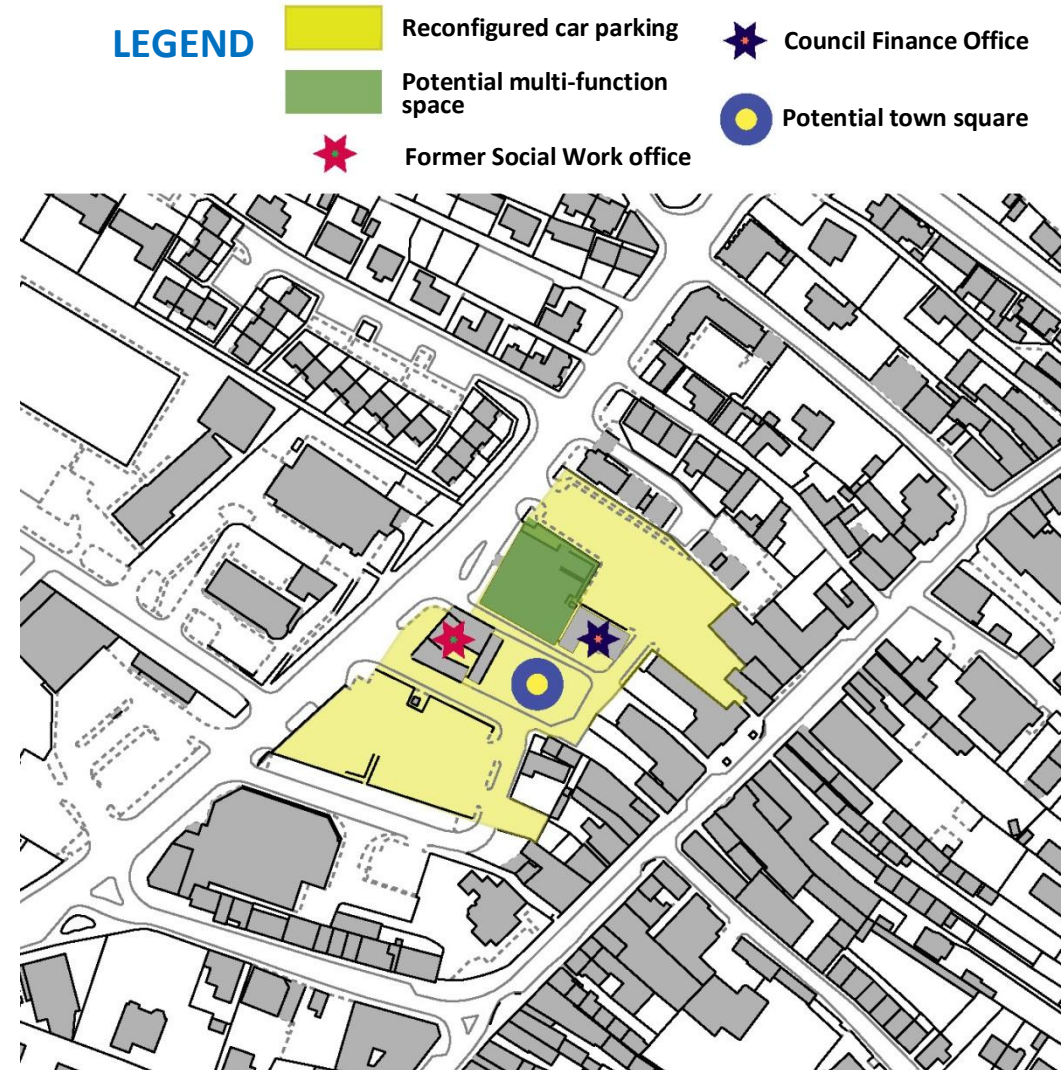 LEGEND
Reconfigured car parking
Potential multi-function
space
Former Social Work office
Council Finance Office
Potential town square